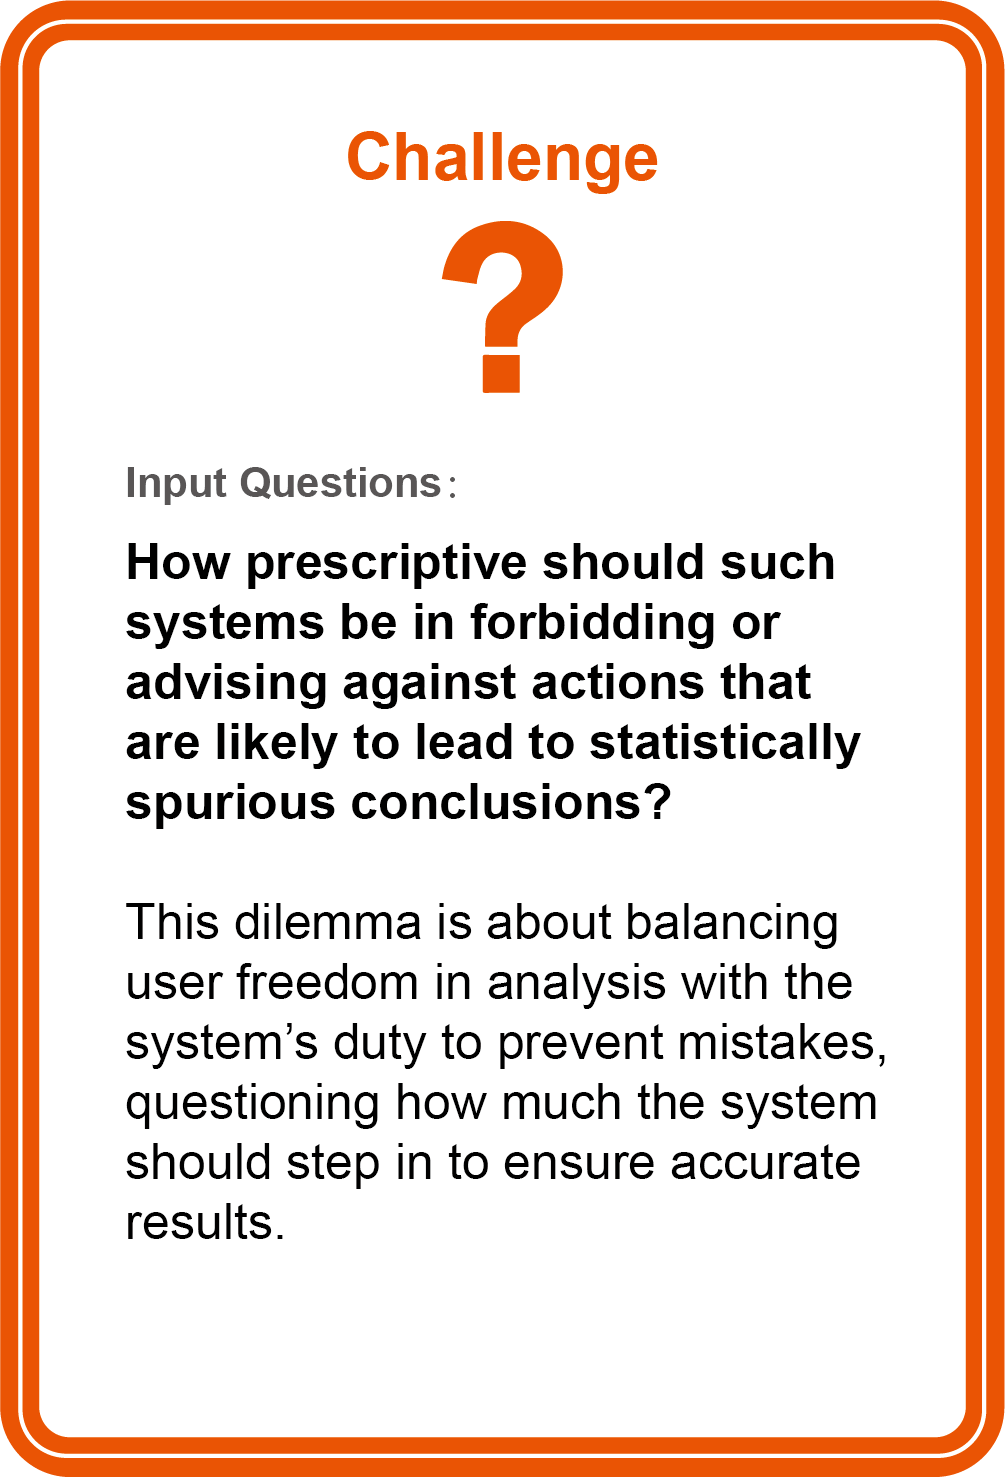 Challenge
?
Input Questions:
How prescriptive should such
systems be in forbidding or
advising against actions that
are likely to lead to statistically
spurious conclusions?
This dilemma is about balancing
user freedom in analysis with the
system’s duty to prevent mistakes,
questioning how much the system
should step in to ensure accurate
results.